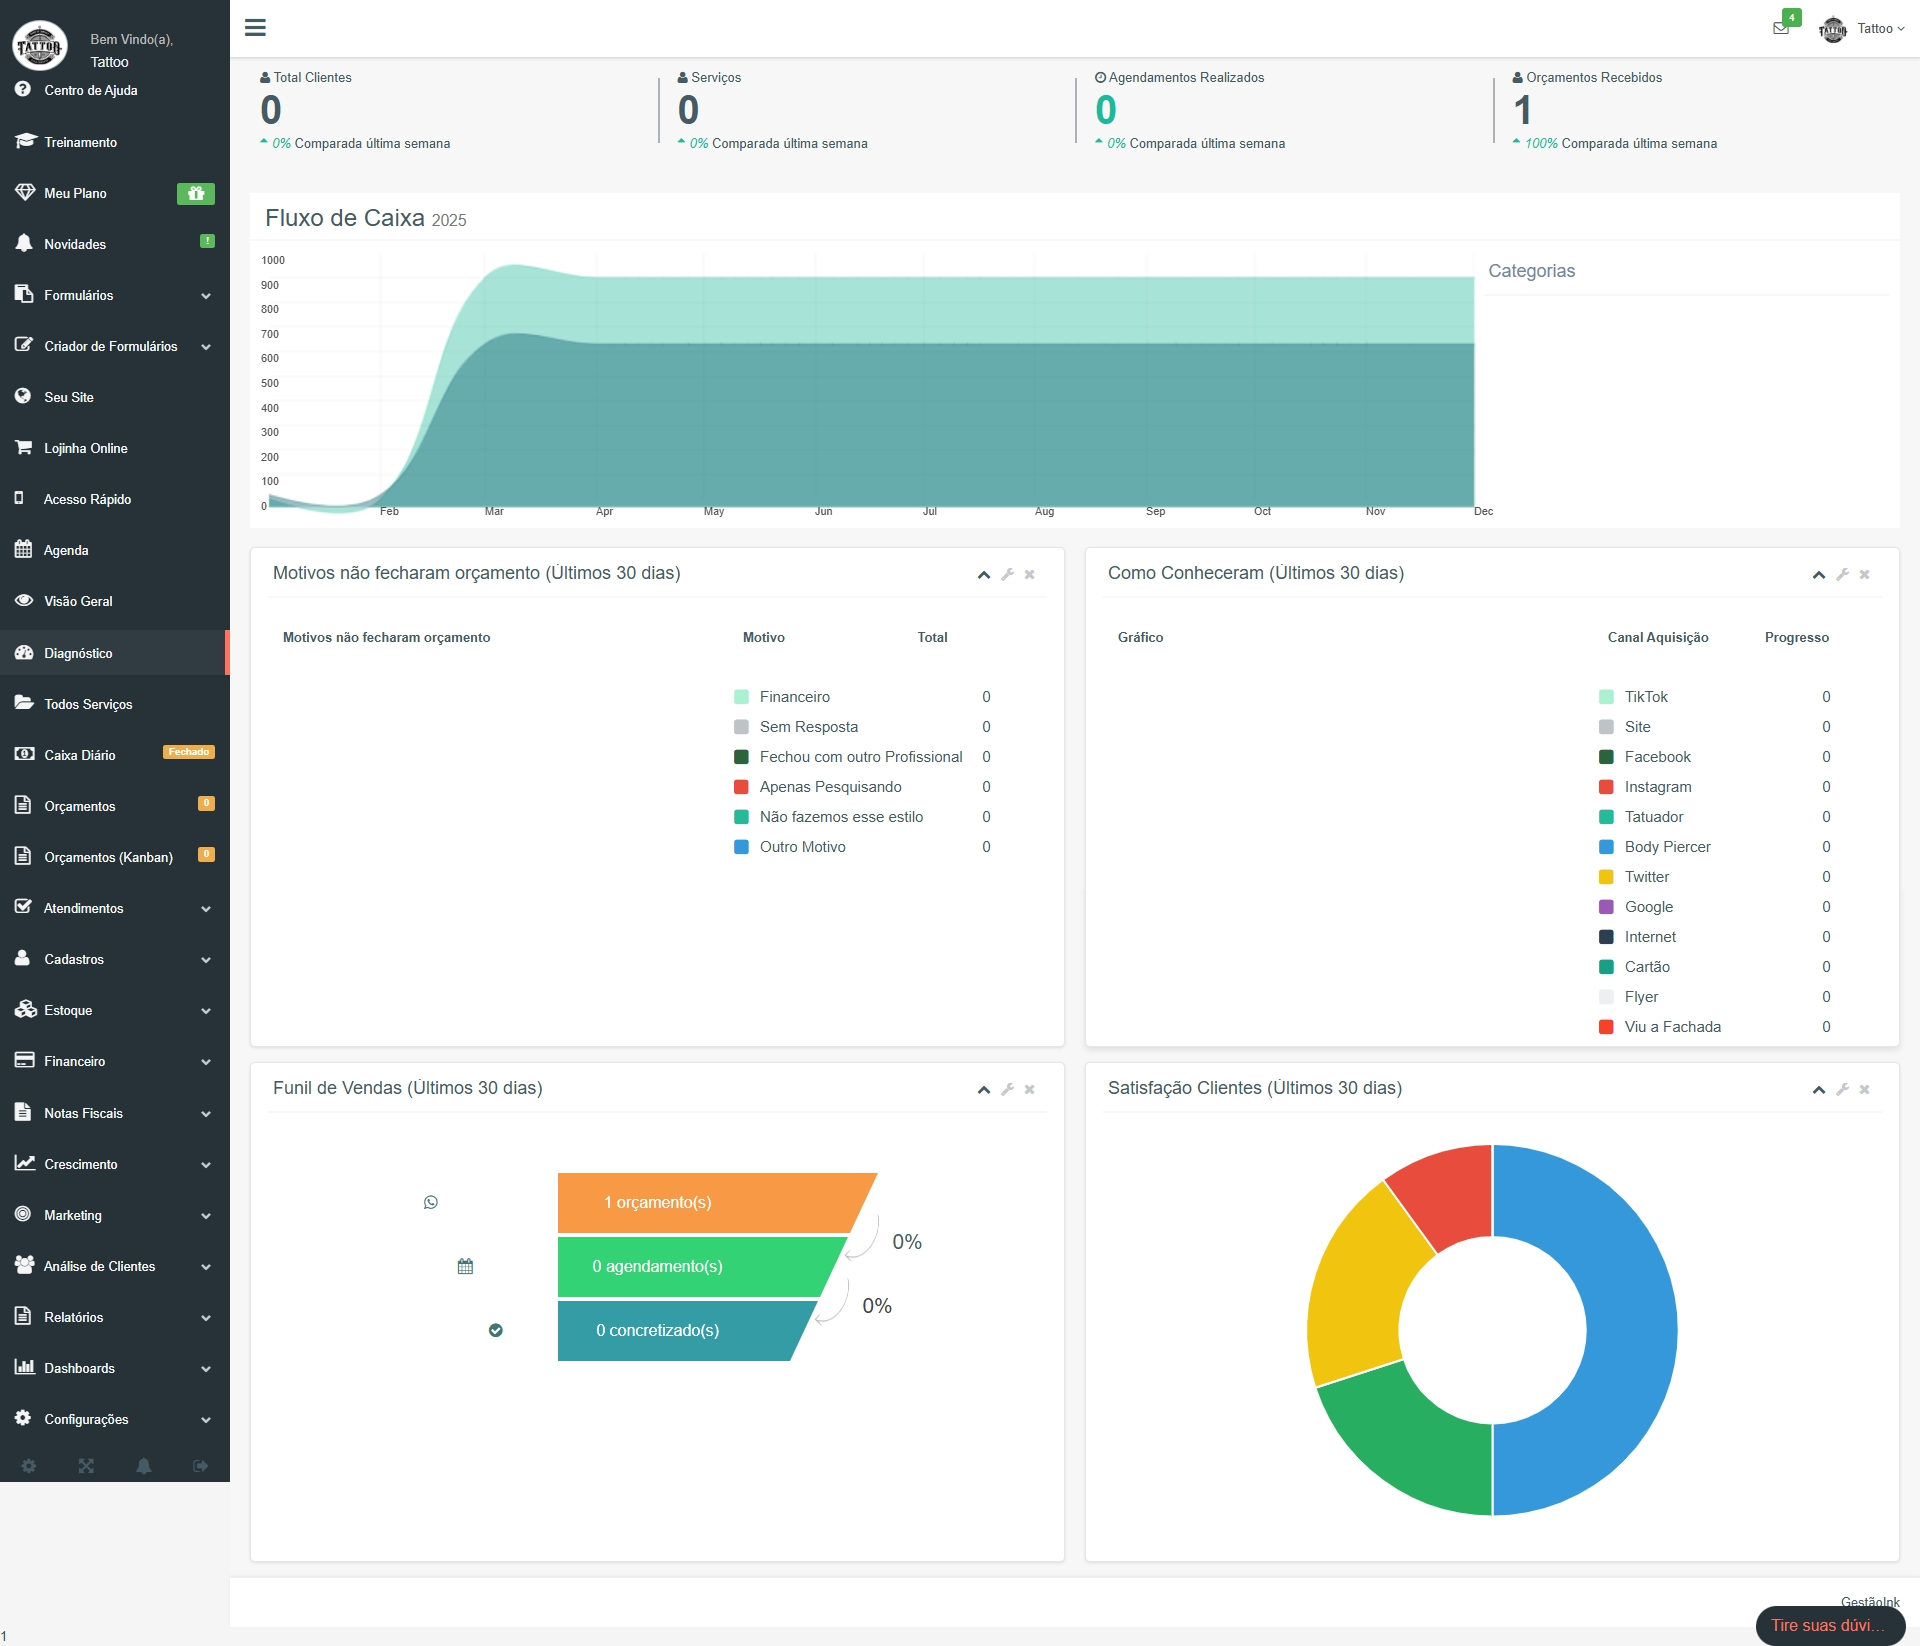 TATTOO
Bem Vindo(a),
Tattoo
Centro de Ajuda
Treinamento
Meu Plano
Novidades !
Formulários
Criador de Formulários
Seu Site
Lojinha Online
Acesso Rápido
Agenda
Visão Geral
Diagnóstico
Todos Serviços
Caixa Diário Fechado
Orçamentos 0
Orçamentos (Kanban) 0
Atendimentos
Cadastros
Estoque
Financeiro
Notas Fiscais
Crescimento
Marketing
Análise de Clientes
Relatórios
Dashboards
Configurações
4
TATTOO
Tattoo
Total Clientes
0
0% Comparada última semana
Serviços
0
0% Comparada última semana
Agendamentos Realizados
0
0% Comparada última semana
Orçamentos Recebidos
1
100% Comparada última semana
Fluxo de Caixa 2025
1000
900
800
700
600
500
400
300
200
100
0
Feb Mar Apr May Jun Jul Aug Sep Oct Nov Dec
Categorias
Motivos não fecharam orçamento (Últimos 30 dias)
Motivos não fecharam orçamento Motivo Total
Financeiro 0
Sem Resposta 0
Fechou com outro Profissional 0
Apenas Pesquisando 0
Não fazemos esse estilo 0
Outro Motivo 0
Como Conheceram (Últimos 30 dias)
Gráfico Canal Aquisição Progresso
TikTok 0
Site 0
Facebook 0
Instagram 0
Tatuador 0
Body Piercer 0
Twitter 0
Google 0
Internet 0
Cartão 0
Flyer 0
Viu a Fachada 0
Funil de Vendas (Últimos 30 dias)
1 orçamento(s)
0%
0 agendamento(s)
0%
0 concretizado(s)
Satisfação Clientes (Últimos 30 dias)
GestãoInk
Tire suas dúvi...
1